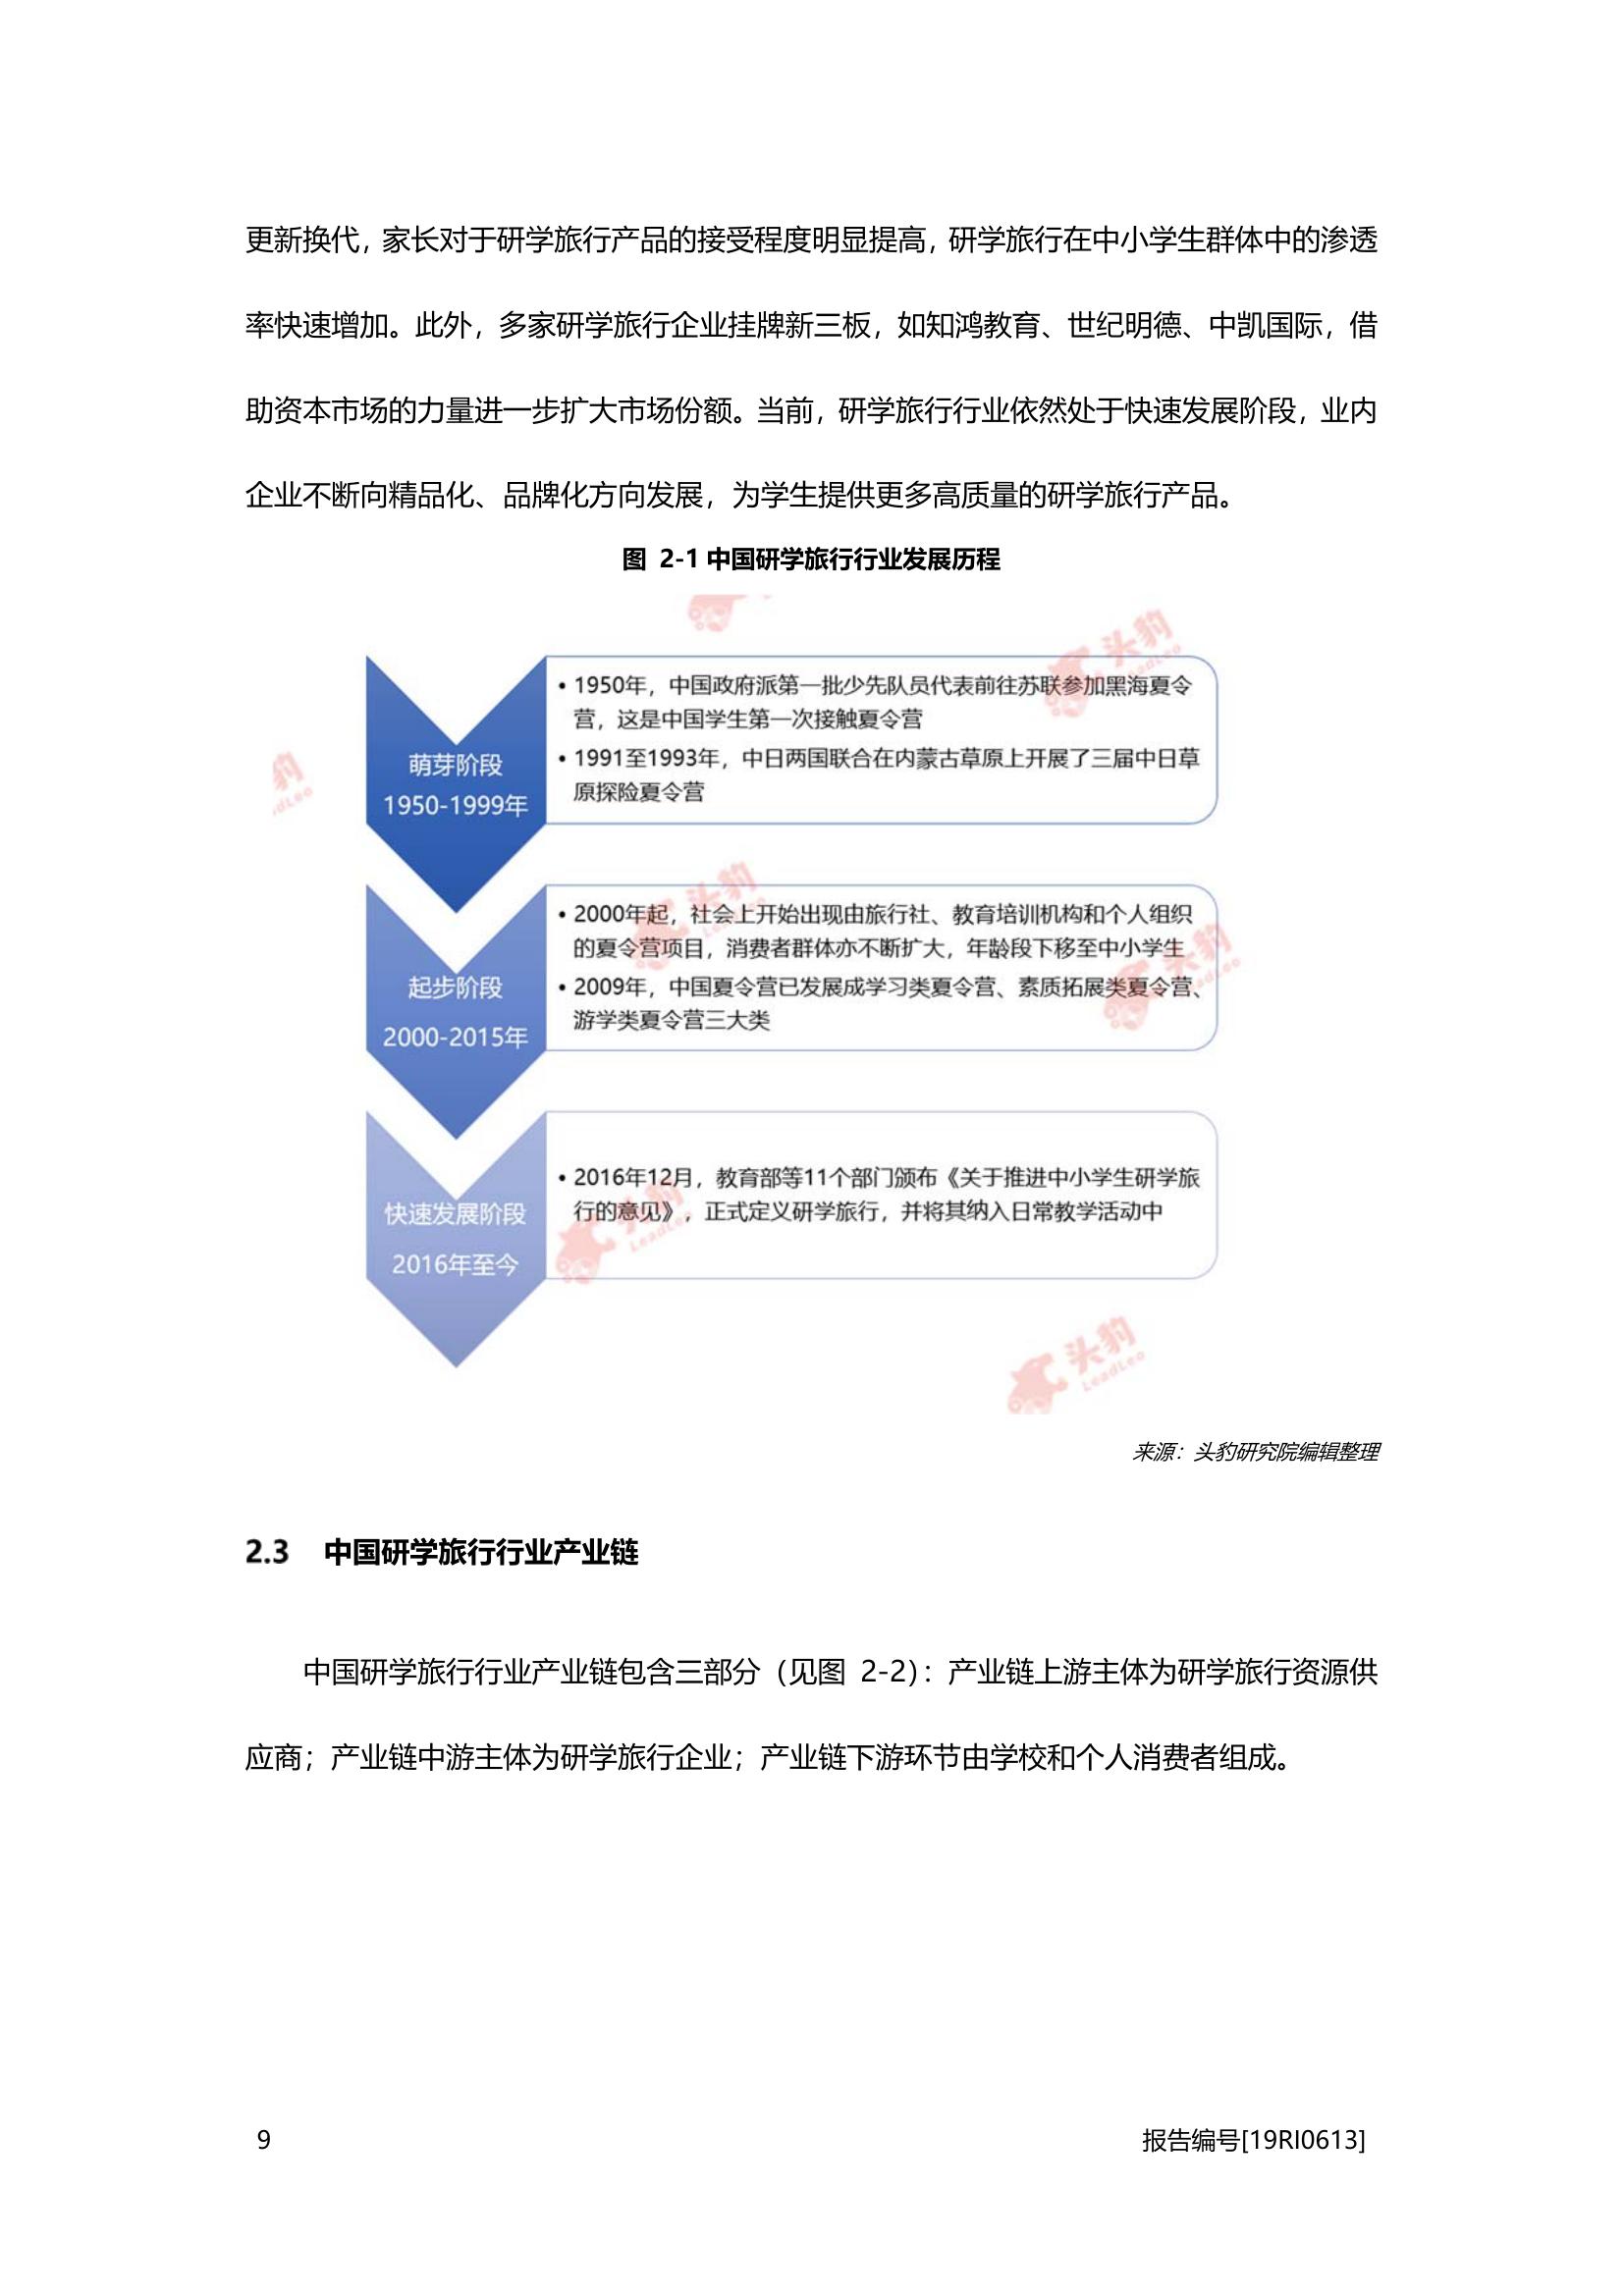 更新换代，家长对于研学旅行产品的接受程度明显提高，研学旅行在中小学生群体中的渗透
率快速增加。此外，多家研学旅行企业挂牌新三板，如知鸿教育、世纪明德、中凯国际，借
助资本市场的力量进一步扩大市场份额。当前，研学旅行行业依然处于快速发展阶段，业内
企业不断向精品化、品牌化方向发展，为学生提供更多高质量的研学旅行产品。
图 2-1 中国研学旅行行业发展历程
头豹
LeadLeo
豹
adLeo
萌芽阶段
1950-1999年
• 1950年，中国政府派第一批少先队员代表前往苏联参加黑海夏令
营，这是中国学生第一次接触夏令营
• 1991至1993年，中日两国联合在内蒙古草原上开展了三届中日草
原探险夏令营
头豹
LeadLeo
起步阶段
2000-2015年
• 2000年起，社会上开始出现由旅行社、教育培训机构和个人组织
的夏令营项目，消费者群体亦不断扩大，年龄段下移至中小学生
• 2009年，中国夏令营已发展成学习类夏令营、素质拓展类夏令营、
游学类夏令营三大类
头豹
LeadLeo
快速发展阶段
2016年至今
• 2016年12月，教育部等11个部门颁布《关于推进中小学生研学旅
行的意见》，正式定义研学旅行，并将其纳入日常教学活动中
头豹
LeadLeo
头豹
LeadLeo
来源：头豹研究院编辑整理
2.3 中国研学旅行行业产业链
中国研学旅行行业产业链包含三部分（见图 2-2）：产业链上游主体为研学旅行资源供
应商；产业链中游主体为研学旅行企业；产业链下游环节由学校和个人消费者组成。
9
报告编号[19RI0613]